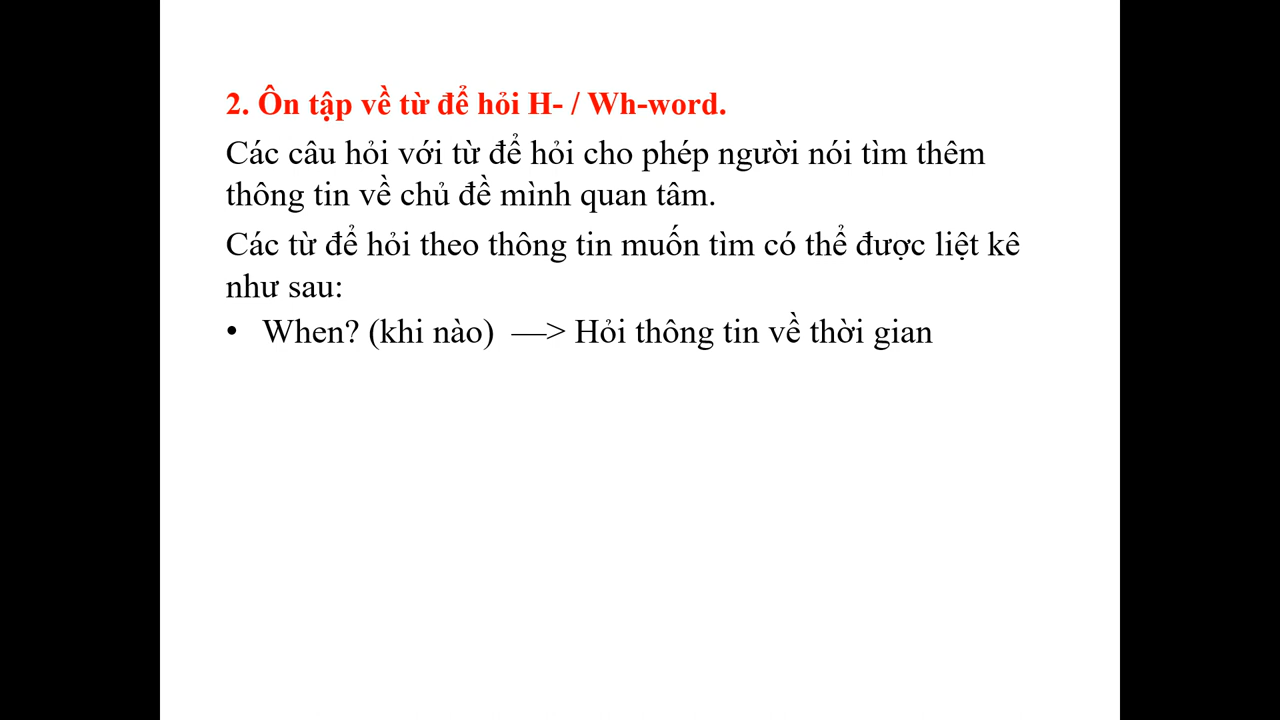 2. Ôn tập về từ để hỏi H- / Wh-word.
Các câu hỏi với từ để hỏi cho phép người nói tìm thêm
thông tin về chủ đề mình quan tâm.
Các từ để hỏi theo thông tin muốn tìm có thể được liệt kê
như sau:
• When? (khi nào) —> Hỏi thông tin về thời gian